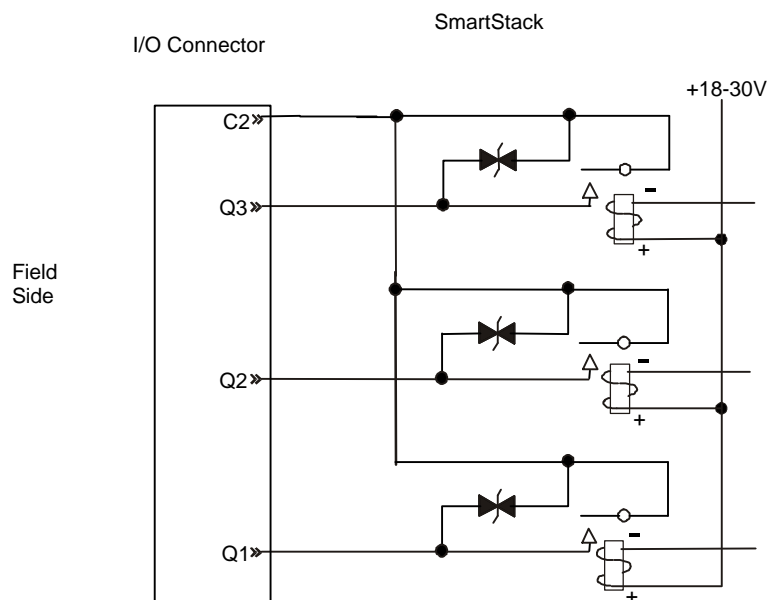 SmartStack
I/O Connector
+18-30V
C2
-
Q3
+
Field
Side
-
Q2
+
-
Q1
+